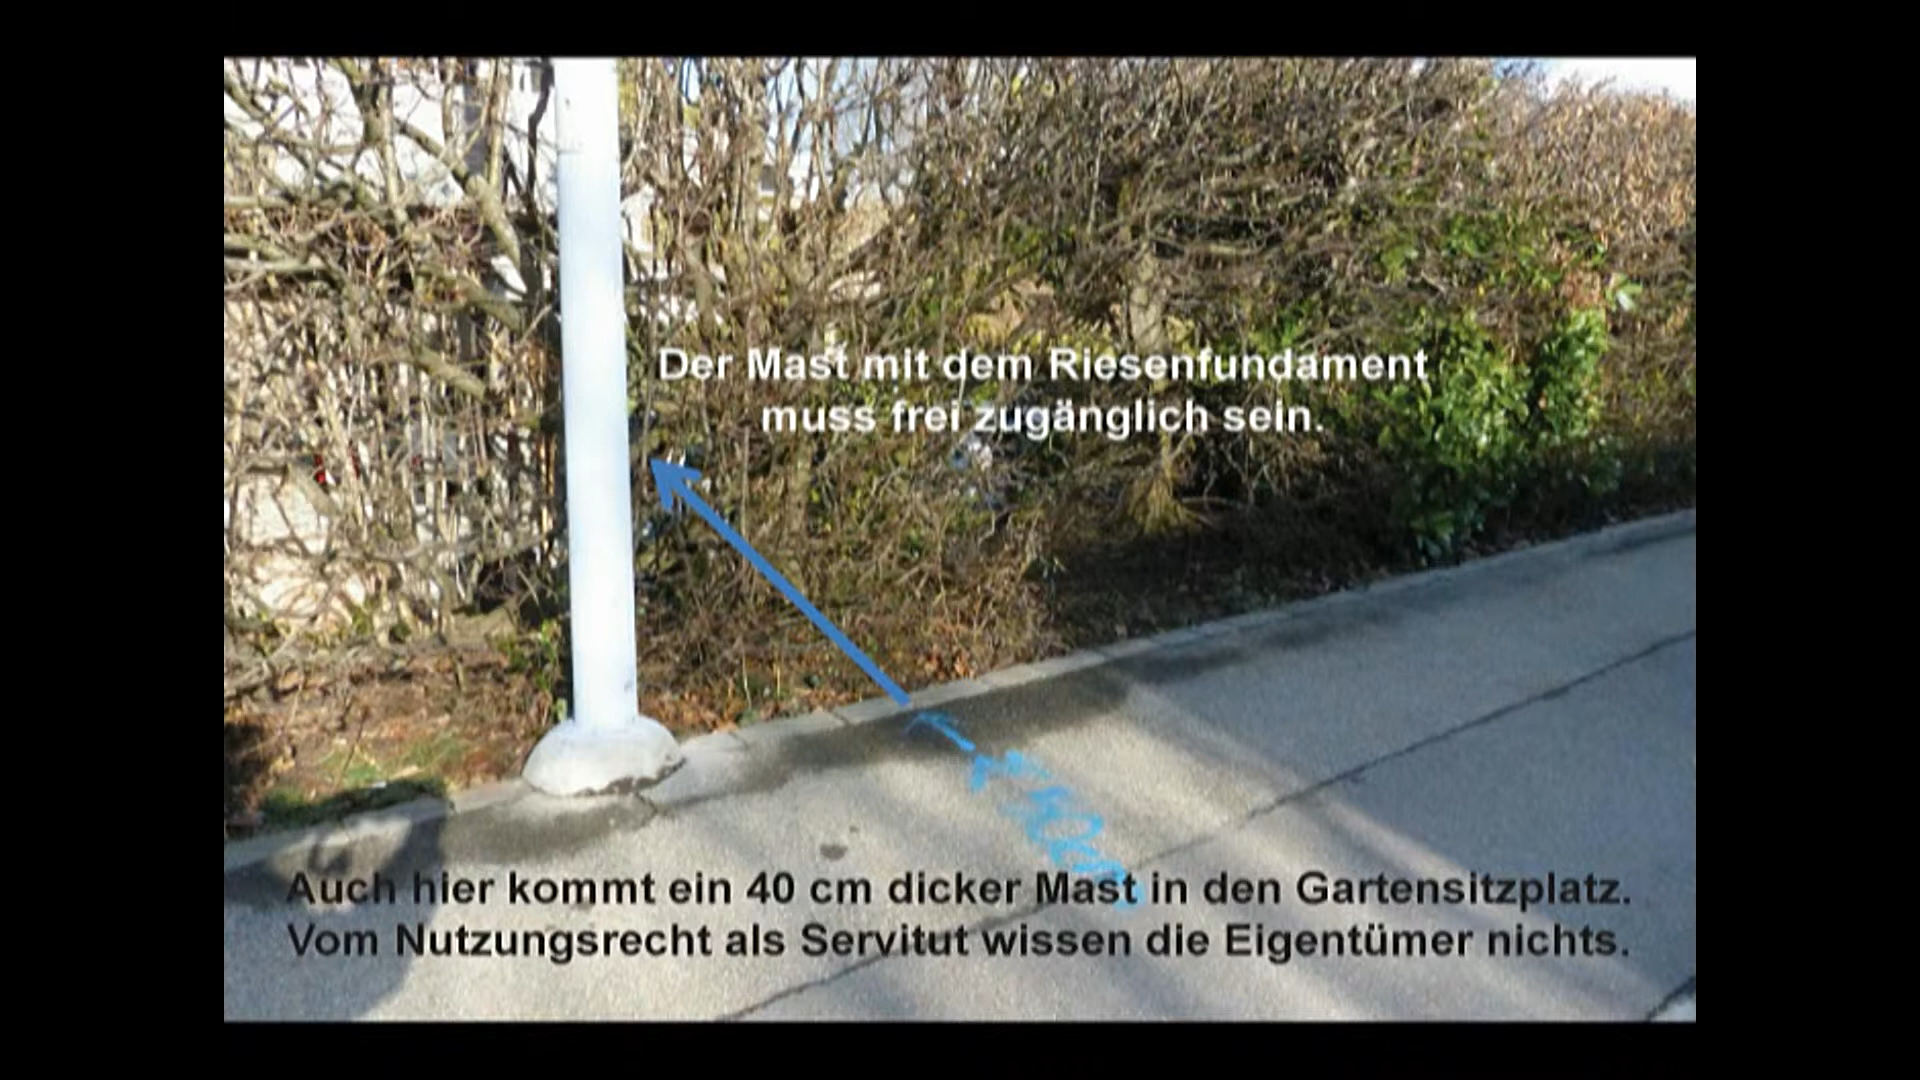 Der Mast mit dem Riesenfundament
muss frei zugänglich sein.
Auch hier kommt ein 40 cm dicker Mast in den Gartensitzplatz.
Vom Nutzungsrecht als Servitut wissen die Eigentümer nichts.